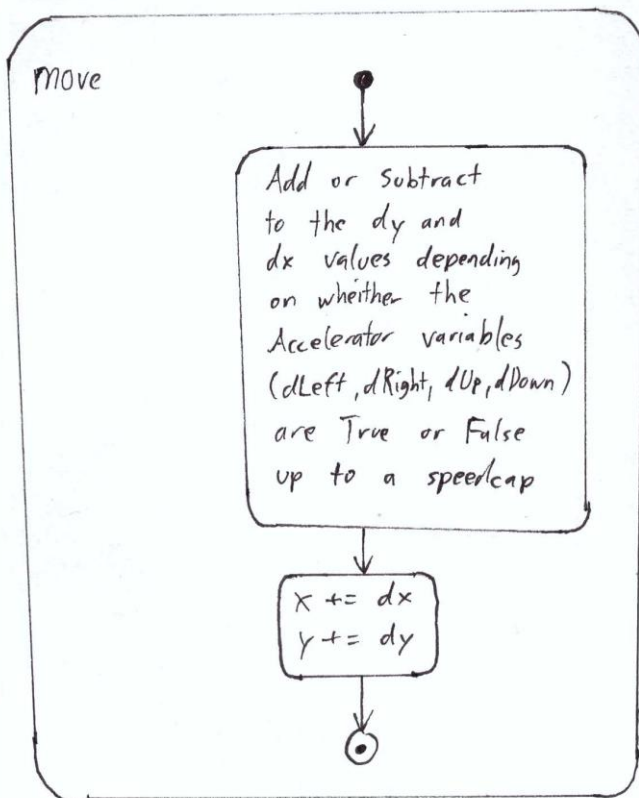 move
Add or Subtract
to the dy and
dx values depending
on wheither the
Accelerator variables
(dLeft, dRight, dUp, dDown)
are True or False
up to a speedcap
x += dx
y += dy